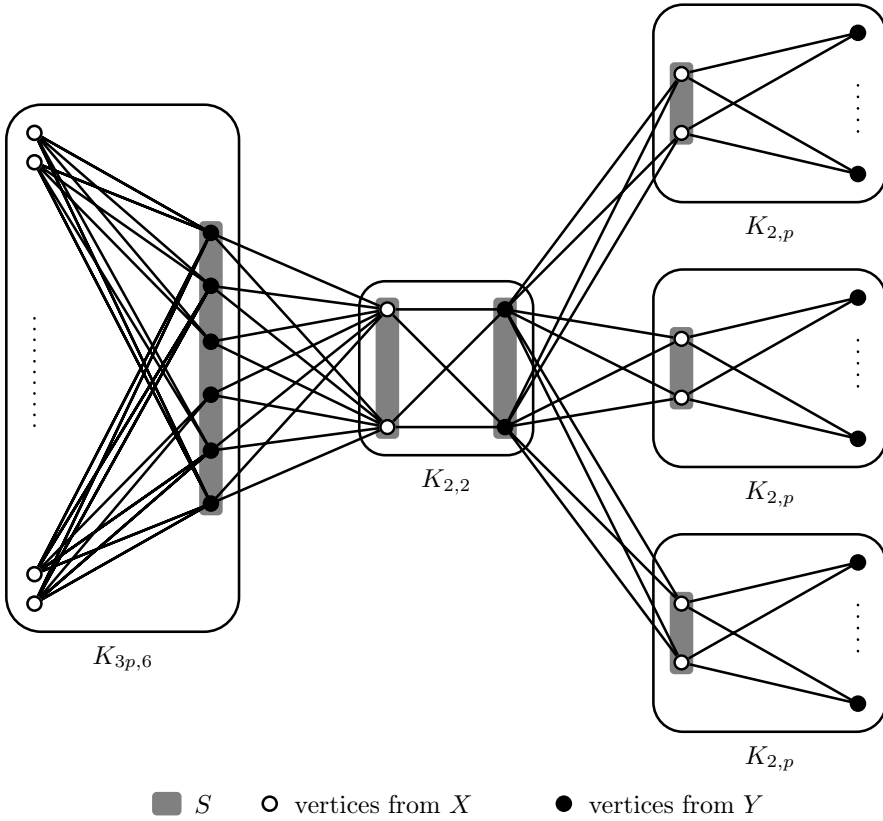 K_{2,p}
K_{3p,6}
K_{2,2}
K_{2,p}
K_{2,p}
S vertices from X vertices from Y